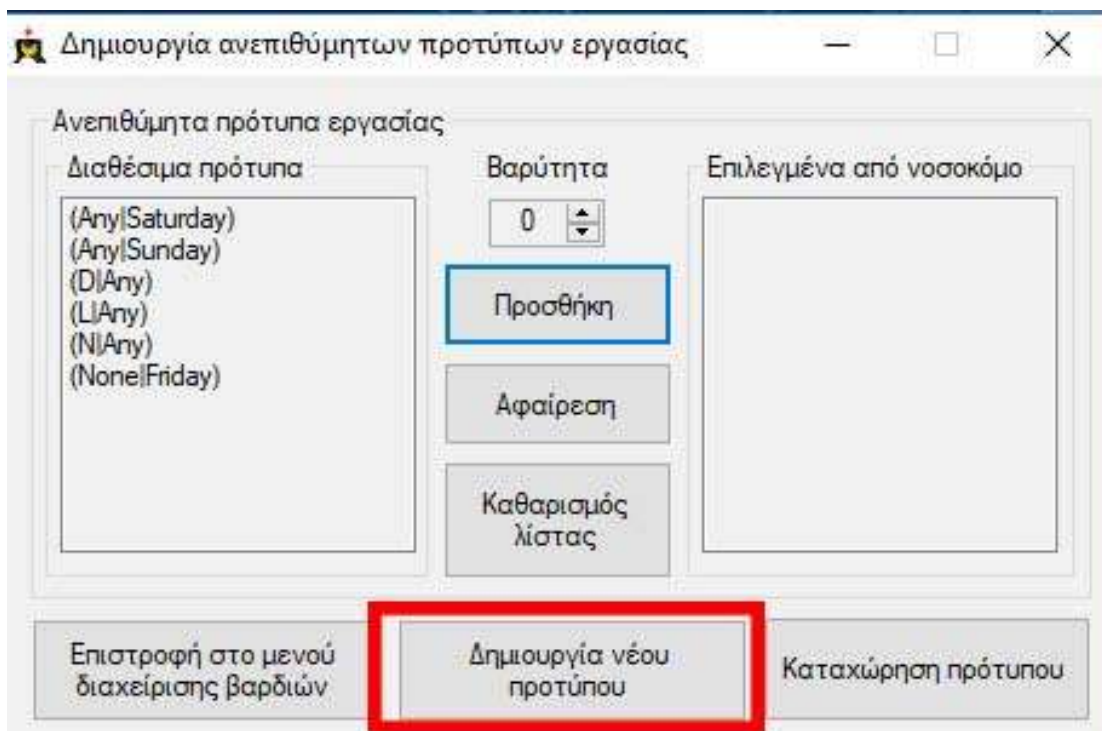 Δημιουργία ανεπιθύμητων προτύπων εργασίας
Ανεπιθύμητα πρότυπα εργασίας
Διαθέσιμα πρότυπα
(Any|Saturday)
(Any|Sunday)
(D|Any)
(L|Any)
(N|Any)
(None|Friday)
Βαρύτητα
0
Προσθήκη
Αφαίρεση
Καθαρισμός
λίστας
Επιλεγμένα από νοσοκόμο
Επιστροφή στο μενού
διαχείρισης βαρδιών
Δημιουργία νέου
προτύπου
Καταχώρηση πρότυπου